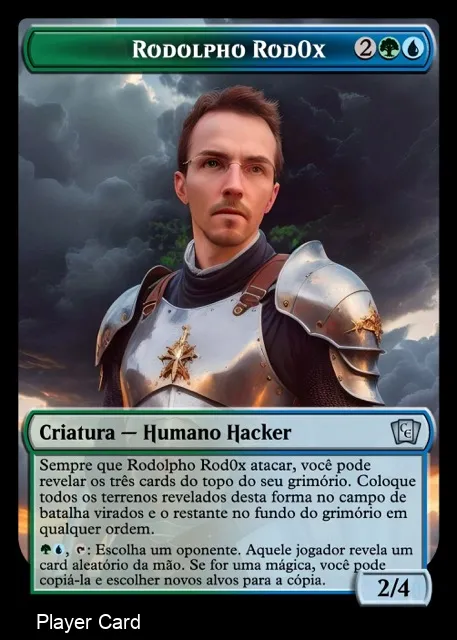 Rodolpho Rod0x 2
Criatura — Humano Hacker
CE
Sempre que Rodolpho Rod0x atacar, você pode
revelar os três cards do topo do seu grimório. Coloque
todos os terrenos revelados desta forma no campo de
batalha virados e o restante no fundo do grimório em
qualquer ordem.
, : Escolha um oponente. Aquele jogador revela um
card aleatório da mão. Se for uma mágica, você pode
copiá-la e escolher novos alvos para a cópia.
2/4
Player Card